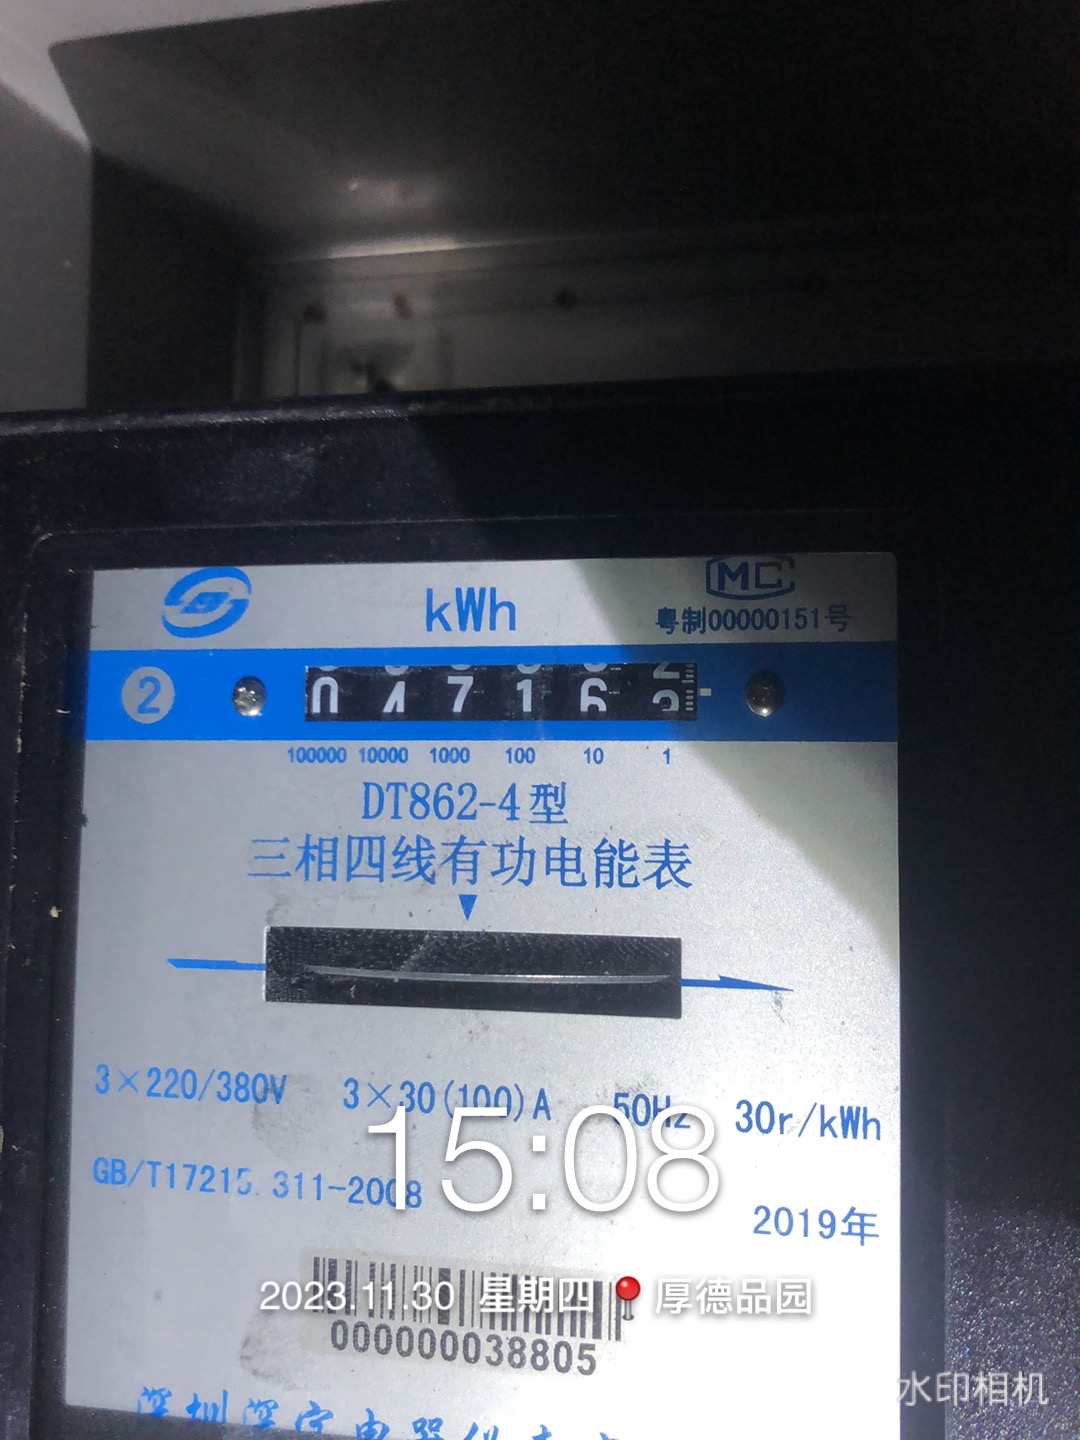 MC
kWh
粤制00000151号
2
0 4 7 1 6
100000 10000 1000 100 10 1
DT862-4型
三相四线有功电能表
3×220/380V 3×30(100)A 50Hz 30r/kWh
15:08
GB/T17215.311-2008
2019年
2023.11.30 星期四 厚德品园
000000038805
水印相机